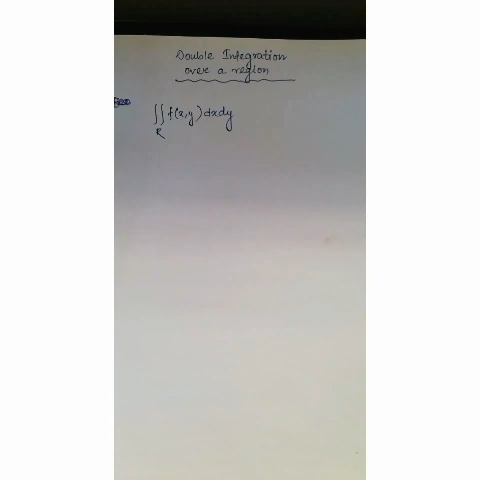 Double Integration
over a region
∬ f(x,y) dxdy
R